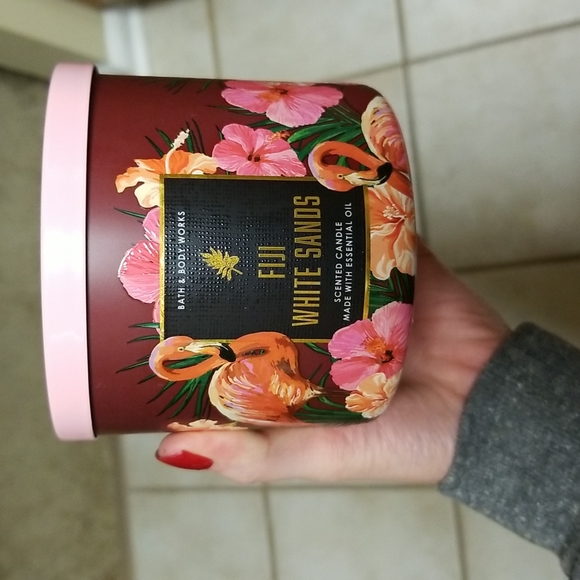 BATH & BODY WORKS
FIJI
WHITE SANDS
SCENTED CANDLE
MADE WITH ESSENTIAL OIL